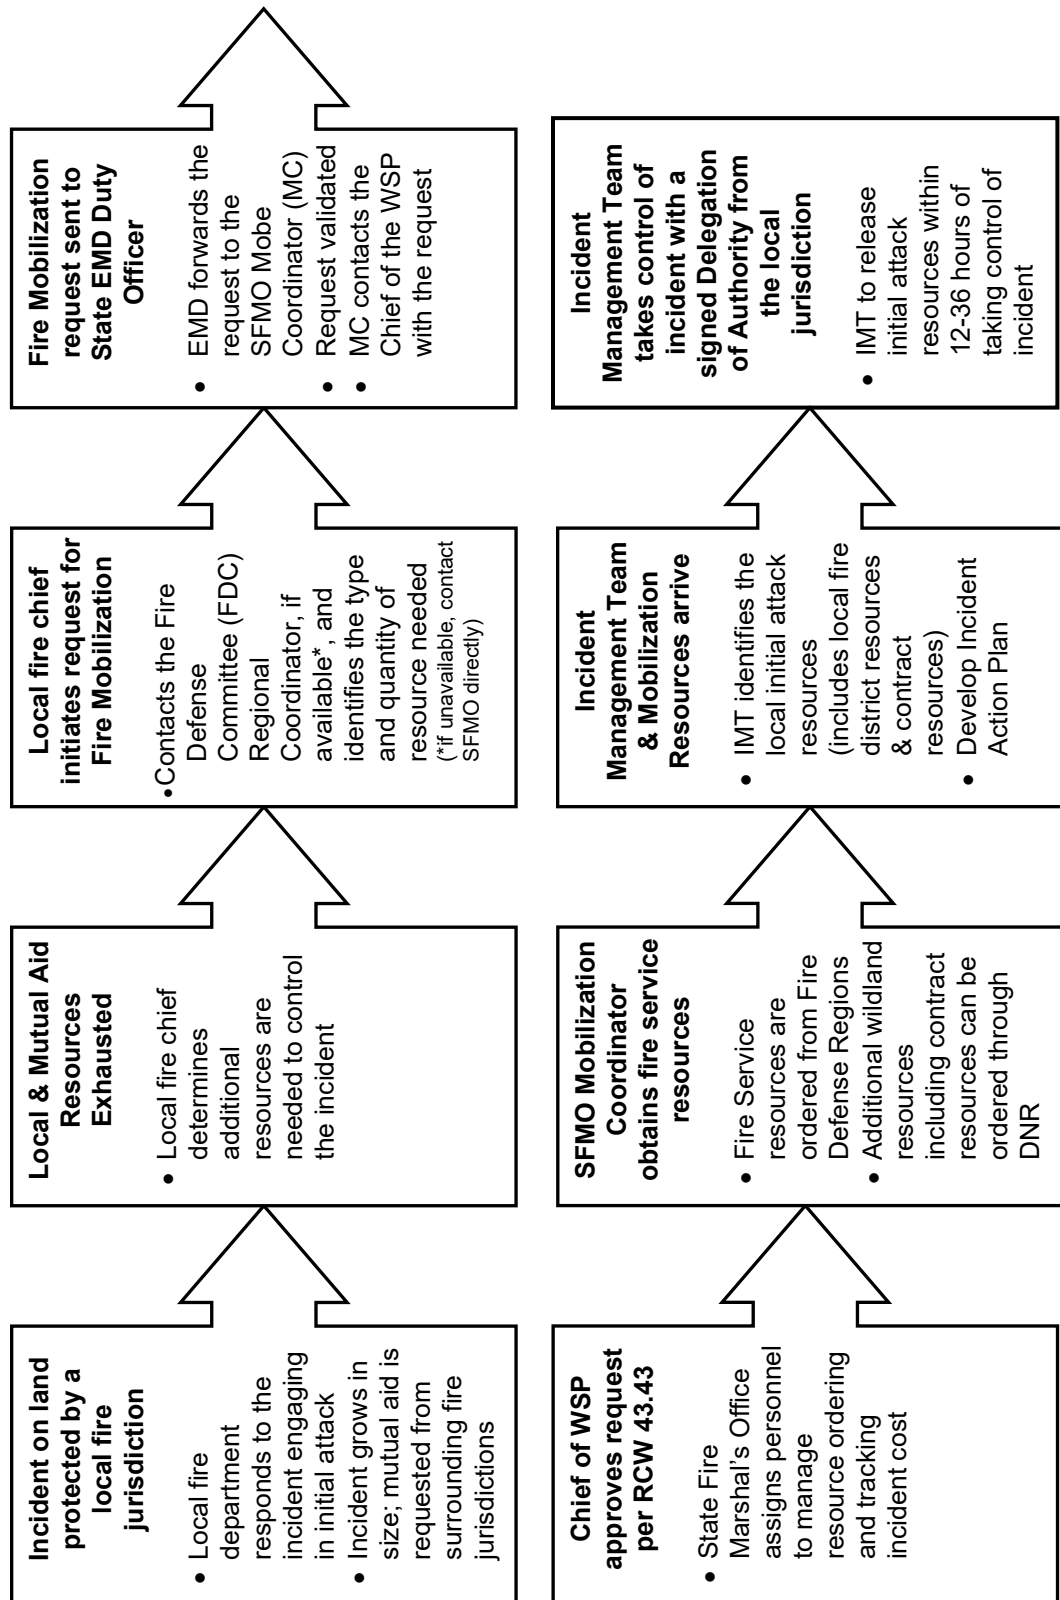 Incident on land
protected by a
local fire
jurisdiction
• Local fire
department
responds to the
incident engaging
in initial attack
• Incident grows in
size; mutual aid is
requested from
surrounding fire
jurisdictions
Local & Mutual Aid
Resources
Exhausted
• Local fire chief
determines
additional
resources are
needed to control
the incident
Local fire chief
initiates request for
Fire Mobilization
•Contacts the Fire
Defense
Committee (FDC)
Regional
Coordinator, if
available*, and
identifies the type
and quantity of
resource needed
(*if unavailable, contact
SFMO directly)
Fire Mobilization
request sent to
State EMD Duty
Officer
• EMD forwards the
request to the
SFMO Mobe
Coordinator (MC)
• Request validated
• MC contacts the
Chief of the WSP
with the request
Chief of WSP
approves request
per RCW 43.43
• State Fire
Marshal's Office
assigns personnel
to manage
resource ordering
and tracking
incident cost
SFMO Mobilization
Coordinator
obtains fire service
resources
• Fire Service
resources are
ordered from Fire
Defense Regions
• Additional wildland
resources
including contract
resources can be
ordered through
DNR
Incident
Management Team
& Mobilization
Resources arrive
• IMT identifies the
local initial attack
resources
(includes local fire
district resources
& contract
resources)
• Develop Incident
Action Plan
Incident
Management Team
takes control of
incident with a
signed Delegation
of Authority from
the local
jurisdiction
• IMT to release
initial attack
resources within
12-36 hours of
taking control of
incident